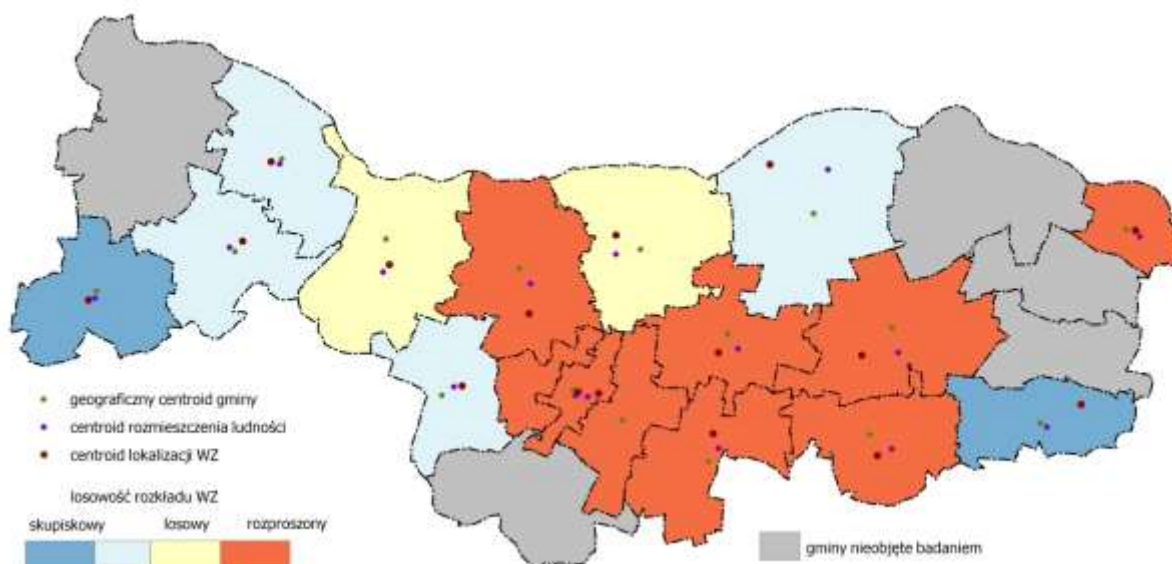 geograficzny centroid gminy
centroid rozmieszczenia ludności
centroid lokalizacji WZ
losowość rozkładu WZ
skupiskowy losowy rozproszony
gminy nieobjęte badaniem